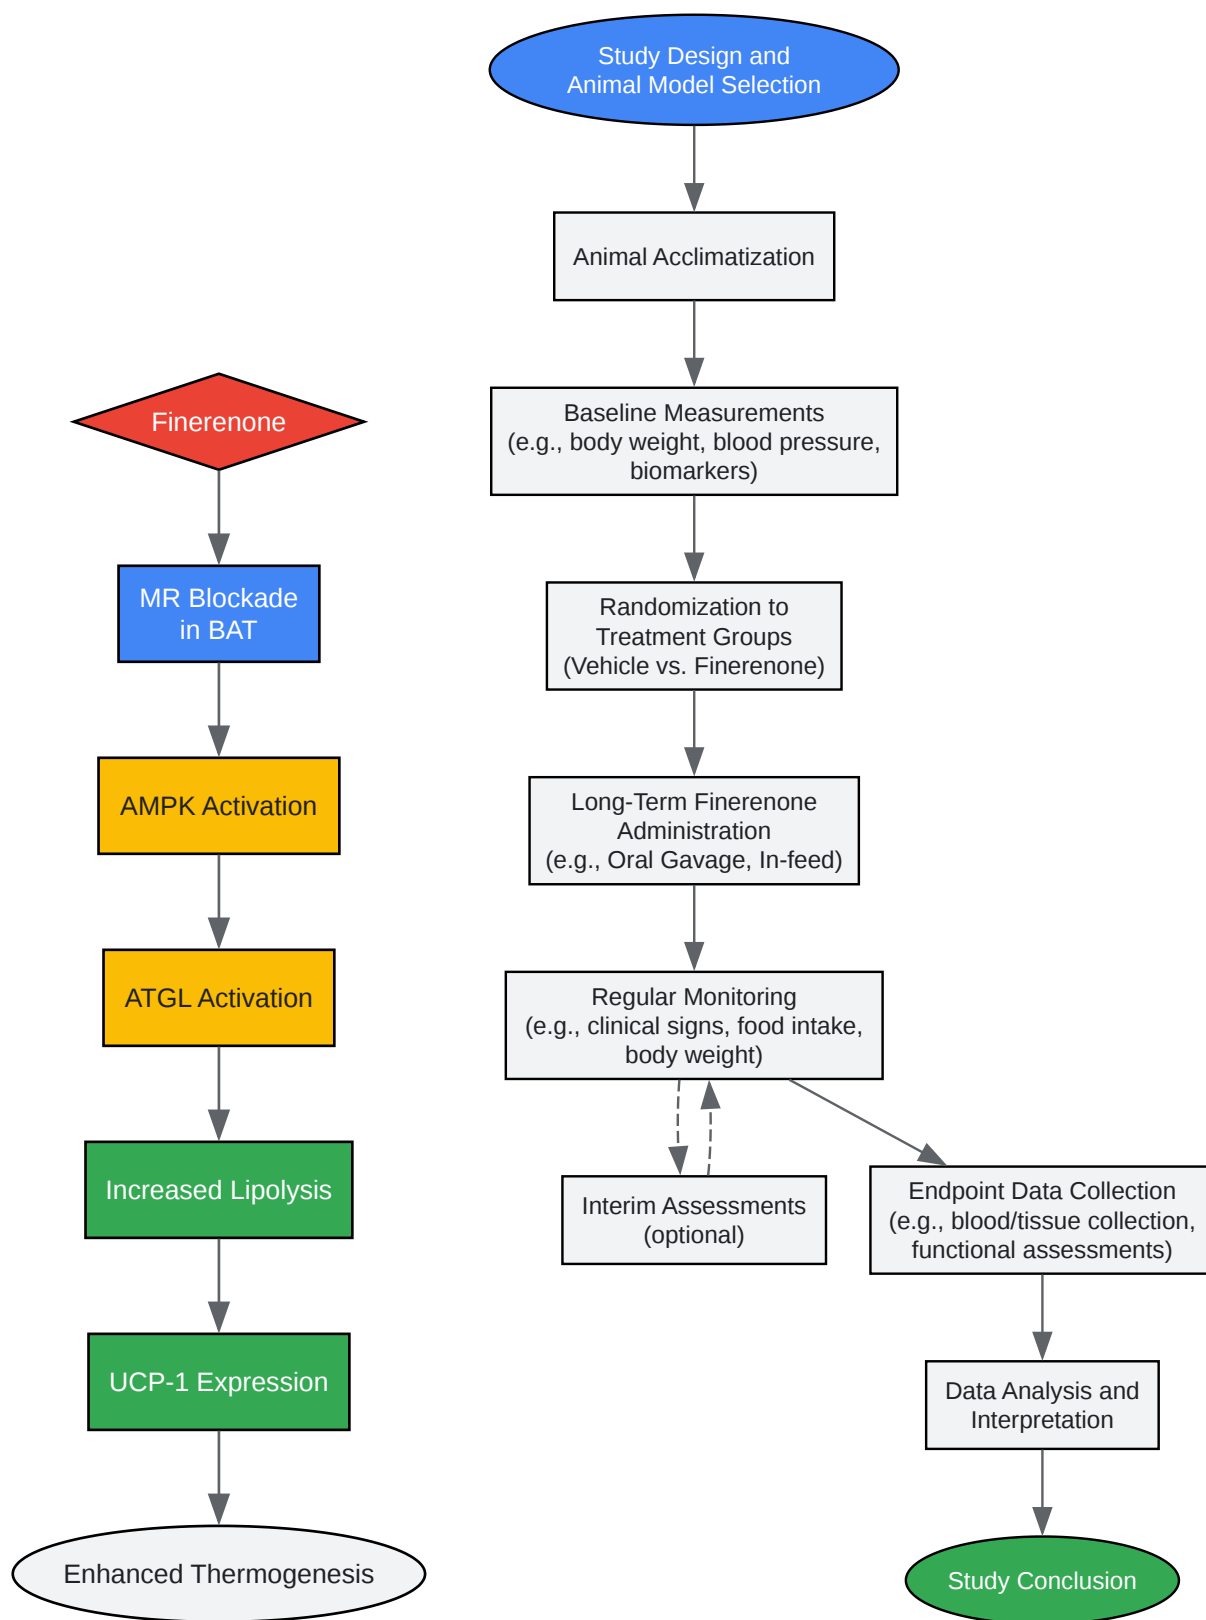 Finerenone
MR Blockade
in BAT
AMPK Activation
ATGL Activation
Increased Lipolysis
UCP-1 Expression
Enhanced Thermogenesis
Study Design and
Animal Model Selection
Animal Acclimatization
Baseline Measurements
(e.g., body weight, blood pressure,
biomarkers)
Randomization to
Treatment Groups
(Vehicle vs. Finerenone)
Long-Term Finerenone
Administration
(e.g., Oral Gavage, In-feed)
Regular Monitoring
(e.g., clinical signs, food intake,
body weight)
Interim Assessments
(optional)
Endpoint Data Collection
(e.g., blood/tissue collection,
functional assessments)
Data Analysis and
Interpretation
Study Conclusion